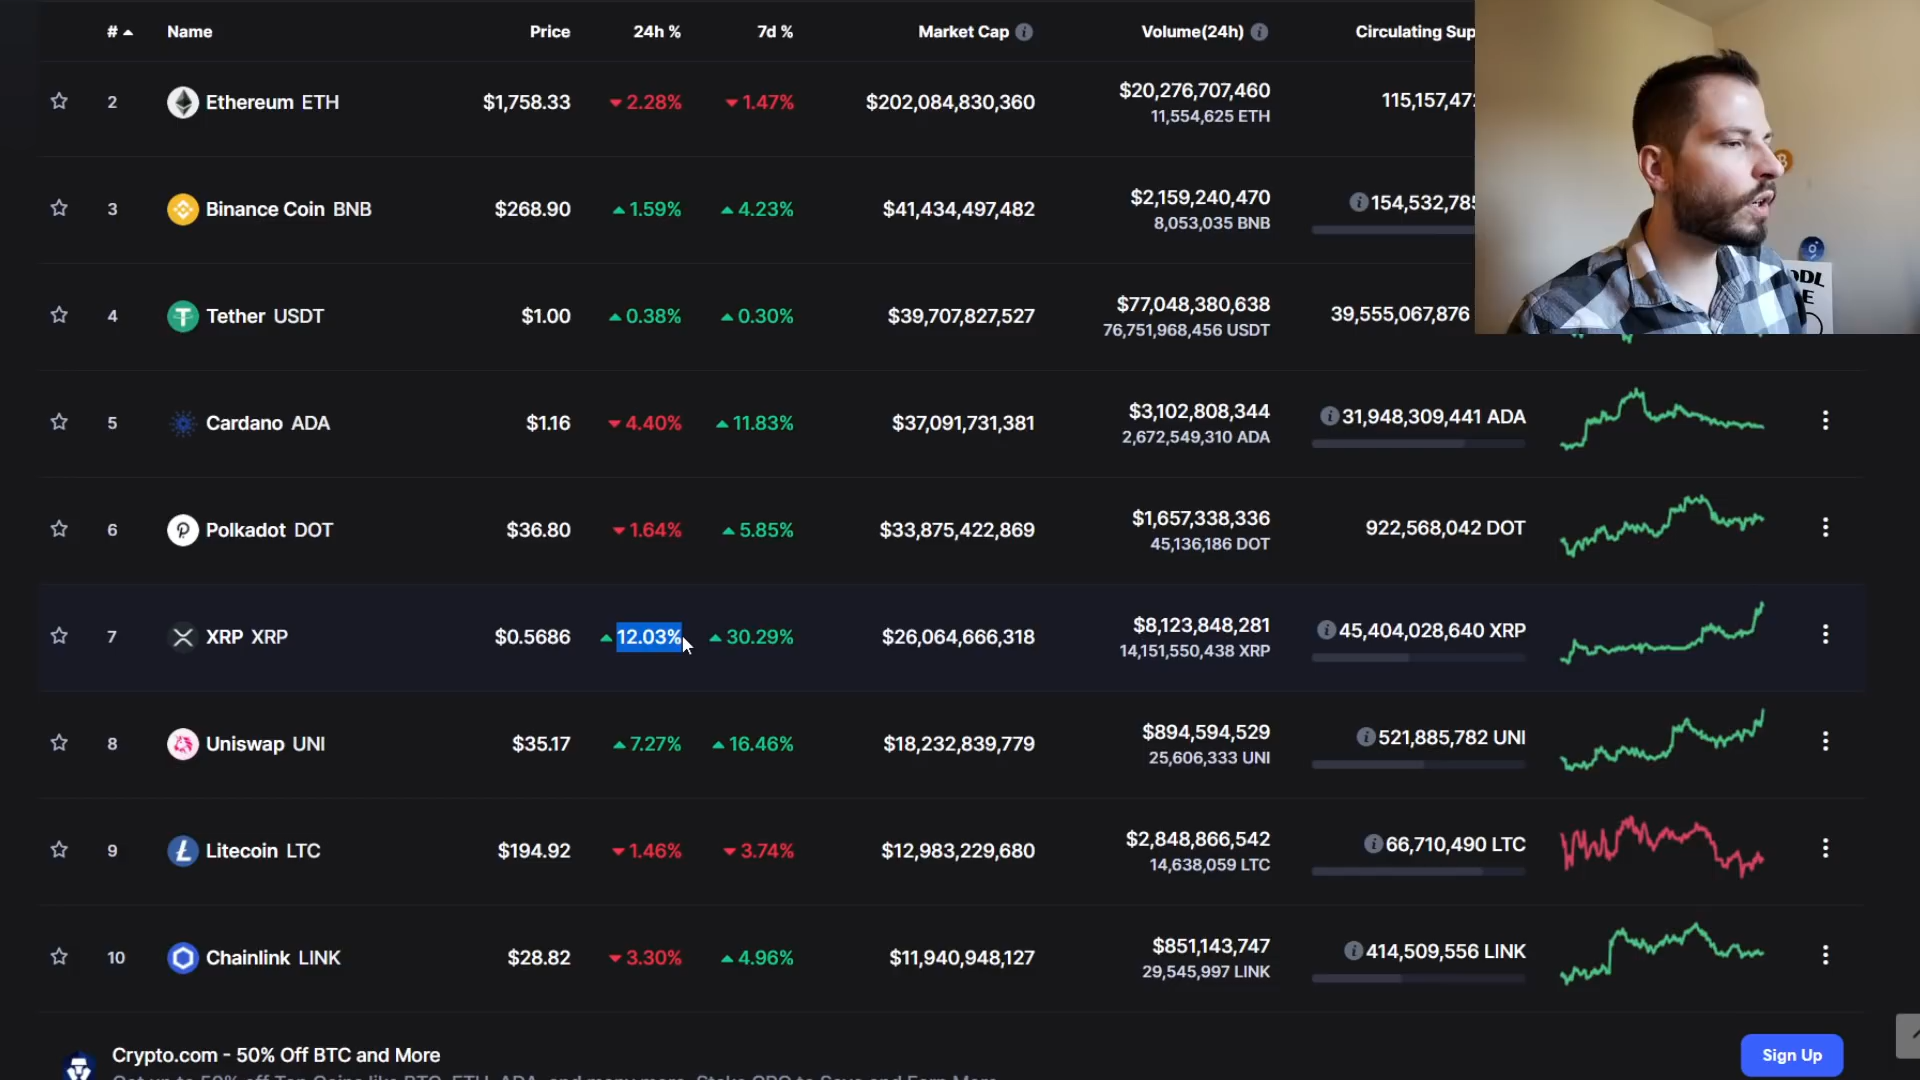 # Name Price 24h % 7d % Market Cap Volume(24h) Circulating Sup
2 Ethereum ETH $1,758.33 2.28% 1.47% $202,084,830,360 $20,276,707,460 115,157,47
11,554,625 ETH
3 Binance Coin BNB $268.90 1.59% 4.23% $41,434,497,482 $2,159,240,470 154,532,785
8,053,035 BNB
4 Tether USDT $1.00 0.38% 0.30% $39,707,827,527 $77,048,380,638 39,555,067,876
76,751,968,456 USDT
5 Cardano ADA $1.16 4.40% 11.83% $37,091,731,381 $3,102,808,344 31,948,309,441 ADA
2,672,549,310 ADA
6 Polkadot DOT $36.80 1.64% 5.85% $33,875,422,869 $1,657,338,336 922,568,042 DOT
45,136,186 DOT
7 XRP XRP $0.5686 12.03% 30.29% $26,064,666,318 $8,123,848,281 45,404,028,640 XRP
14,151,550,438 XRP
8 Uniswap UNI $35.17 7.27% 16.46% $18,232,839,779 $894,594,529 521,885,782 UNI
25,606,333 UNI
9 Litecoin LTC $194.92 1.46% 3.74% $12,983,229,680 $2,848,866,542 66,710,490 LTC
14,638,059 LTC
10 Chainlink LINK $28.82 3.30% 4.96% $11,940,948,127 $851,143,747 414,509,556 LINK
29,545,997 LINK
Crypto.com - 50% Off BTC and More
Sign Up